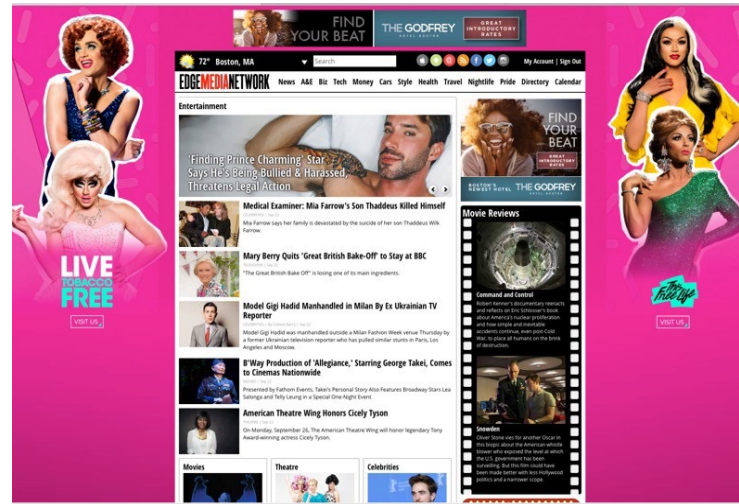 FIND
YOUR BEAT
THE GODFREY
HOTEL BOSTON
GREAT
INTRODUCTORY
RATES
72° Boston, MA
Search
My Account | Sign Out
EDGEMEDIANETWORK
News A&E Biz Tech Money Cars Style Health Travel Nightlife Pride Directory Calendar
Entertainment
'Finding Prince Charming' Star
Says He's Being Bullied & Harassed,
Threatens Legal Action
Medical Examiner: Mia Farrow's Son Thaddeus Killed Himself
Mia Farrow says her family is devastated by the suicide of her son Thaddeus Wilk
Farrow.
Mary Berry Quits 'Great British Bake-Off' to Stay at BBC
"The Great British Bake Off" is losing one of its main ingredients.
Model Gigi Hadid Manhandled in Milan By Ex Ukrainian TV
Reporter
Model Gigi Hadid was manhandled outside a Milan Fashion Week venue Thursday by
a former Ukrainian television reporter who has pulled similar stunts in Paris, Los
Angeles and Moscow.
B'Way Production of 'Allegiance,' Starring George Takei, Comes
to Cinemas Nationwide
Presented by Fathom Events, Takei's Personal Story Also Features Broadway Stars Lea
Salonga and Telly Leung in a Special One-Night Event
American Theatre Wing Honors Cicely Tyson
On Monday, September 26, The American Theatre Wing will honor legendary Tony
Award-winning actress Cicely Tyson.
Movies
Theatre
Celebrities
FIND
YOUR
BEAT
GREAT
INTRODUCTORY
RATES
BOSTON'S
NEWEST HOTEL
THE GODFREY
Movie Reviews
Command and Control
Robert Kenner's documentary reenacts
and reflects on Eric Schlosser's book
about America's nuclear proliferation
and how simple and inevitable
accidents continue, even post-Cold
War, to place all humans on the brink
of destruction.
Snowden
Oliver Stone vies for another Oscar in
this biopic about the American whistle
blower who exposed the level at which
the U.S. government has been
surveilling. But this film could have
been made better with less Hollywood
politics and a narrower scope.
LIVE
TOBACCO
FREE
VISIT US
This
Free Life
VISIT US